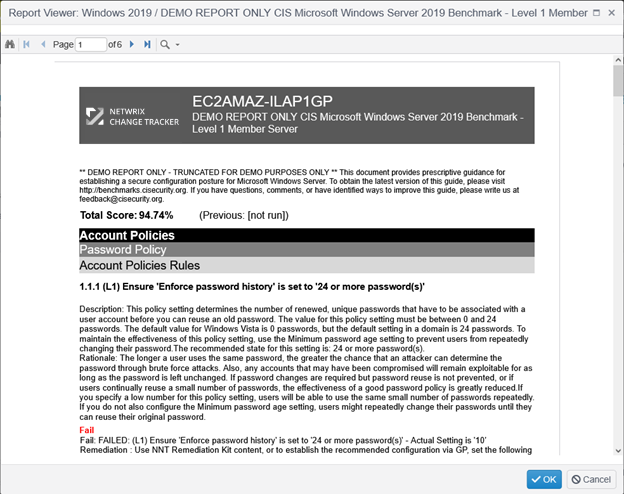 Report Viewer: Windows 2019 / DEMO REPORT ONLY CIS Microsoft Windows Server 2019 Benchmark - Level 1 Member
Page 1 of 6
NETWRIX
CHANGE TRACKER
EC2AMAZ-ILAP1GP
DEMO REPORT ONLY CIS Microsoft Windows Server 2019 Benchmark -
Level 1 Member Server
** DEMO REPORT ONLY - TRUNCATED FOR DEMO PURPOSES ONLY ** This document provides prescriptive guidance for
establishing a secure configuration posture for Microsoft Windows Server. To obtain the latest version of this guide, please visit
http://benchmarks.cisecurity.org. If you have questions, comments, or have identified ways to improve this guide, please write us at
feedback@cisecurity.org.
Total Score: 94.74% (Previous: [not run])
Account Policies
Password Policy
Account Policies Rules
1.1.1 (L1) Ensure 'Enforce password history' is set to '24 or more password(s)'
Description: This policy setting determines the number of renewed, unique passwords that have to be associated with a
user account before you can reuse an old password. The value for this policy setting must be between 0 and 24
passwords. The default value for Windows Vista is 0 passwords, but the default setting in a domain is 24 passwords. To
maintain the effectiveness of this policy setting, use the Minimum password age setting to prevent users from repeatedly
changing their password.The recommended state for this setting is: 24 or more password(s).
Rationale: The longer a user uses the same password, the greater the chance that an attacker can determine the
password through brute force attacks. Also, any accounts that may have been compromised will remain exploitable for as
long as the password is left unchanged. If password changes are required but password reuse is not prevented, or if
users continually reuse a small number of passwords, the effectiveness of a good password policy is greatly reduced.If
you specify a low number for this policy setting, users will be able to use the same small number of passwords repeatedly.
If you do not also configure the Minimum password age setting, users might repeatedly change their passwords until they
can reuse their original password.
Fail
Fail: FAILED: (L1) Ensure 'Enforce password history' is set to '24 or more password(s)' - Actual Setting is '10'
Remediation : Use NNT Remediation Kit content, or to establish the recommended configuration via GP, set the following
OK
Cancel